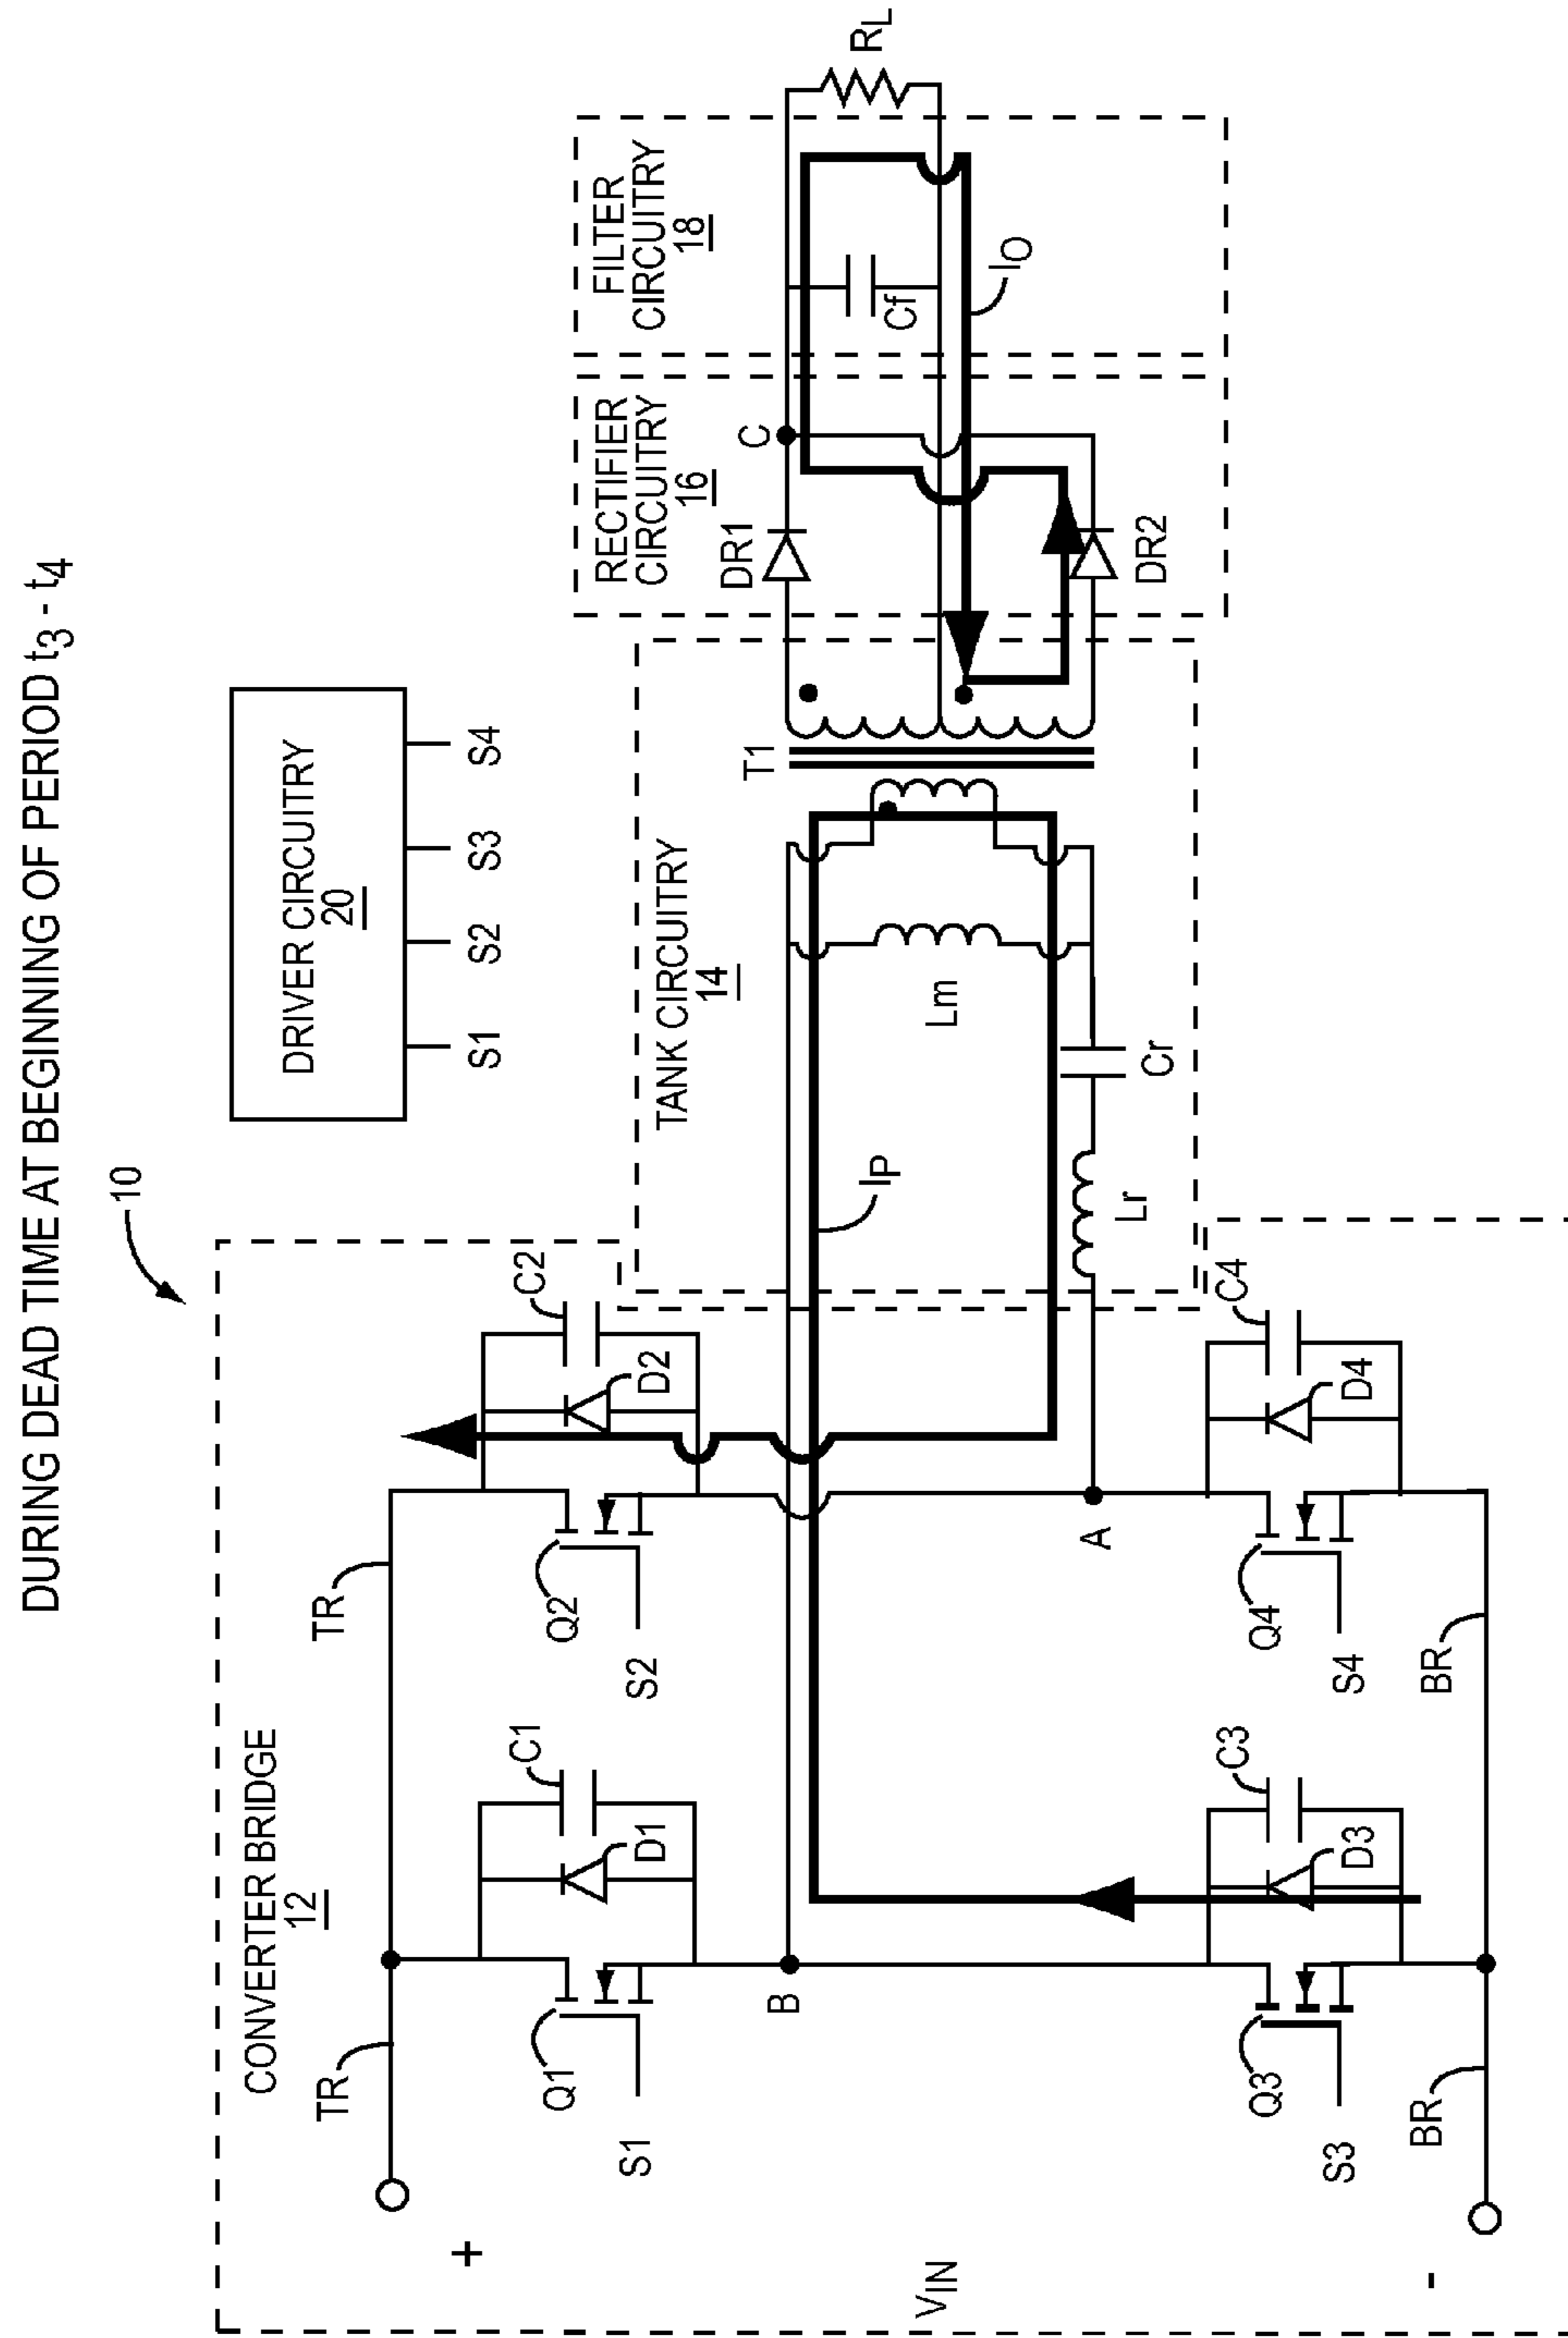 DURING DEAD TIME AT BEGINNING OF PERIOD t3 - t4
10
DRIVER CIRCUITRY
20
S1
S2
S3
S4
CONVERTER BRIDGE
12
TANK CIRCUITRY
14
RECTIFIER
CIRCUITRY
16
FILTER
CIRCUITRY
18
TR
TR
+
VIN
-
Q1
S1
D1
C1
Q2
S2
D2
C2
B
A
Q3
S3
D3
C3
Q4
S4
D4
C4
BR
BR
IP
Lr
Cr
Lm
T1
DR1
DR2
C
Cf
IO
RL